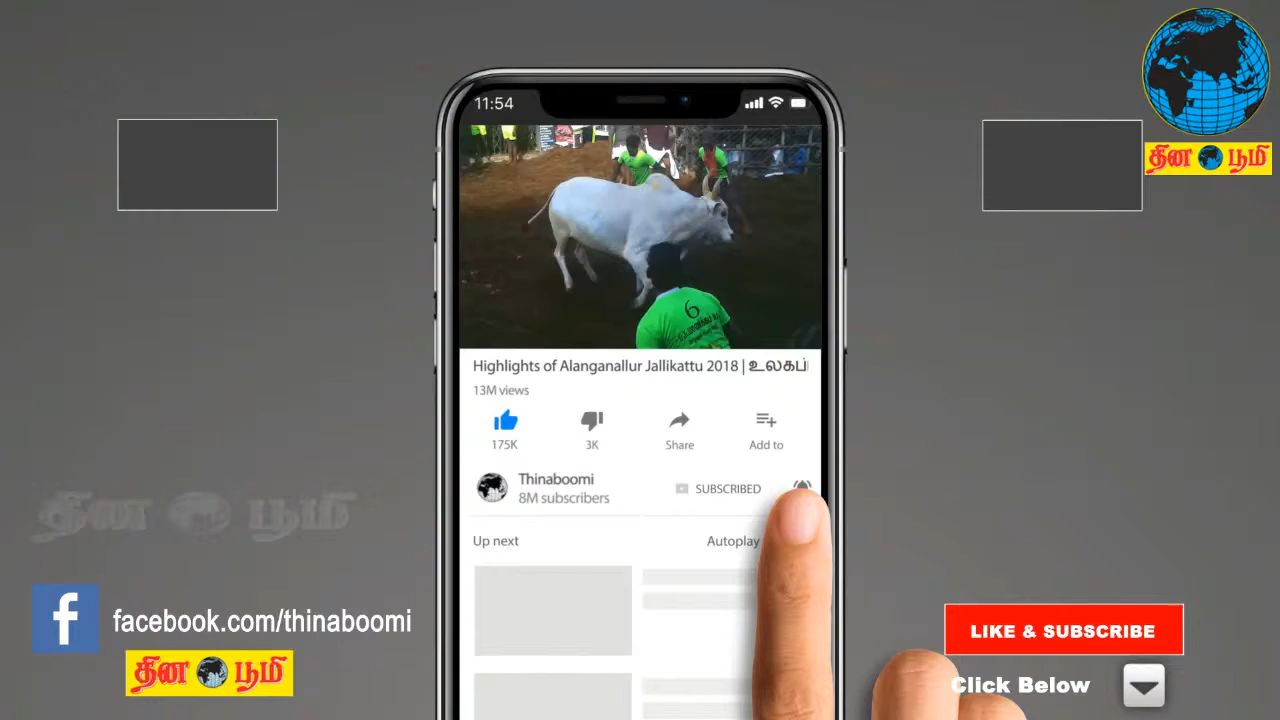 11:54
தின பூமி
6
Highlights of Alanganallur Jallikattu 2018 | உலகப்
13M views
175K
3K
Share
Add to
Thinaboomi
8M subscribers
SUBSCRIBED
Up next
Autoplay
தின பூமி
f
facebook.com/thinaboomi
தின பூமி
LIKE & SUBSCRIBE
Click Below